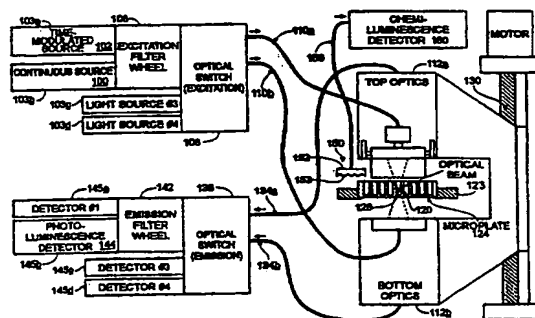 103a
106
TIME-
MODULATED
SOURCE 102
EXCITATION
FILTER
WHEEL
OPTICAL
SWITCH
(EXCITATION)
CONTINUOUS SOURCE
100
103b
103c
LIGHT SOURCE #3
103d
LIGHT SOURCE #4
108
110a
110b
CHEMI-
LUMINESCENCE
DETECTOR 160
MOTOR
112a
TOP OPTICS
130
150
152
OPTICAL
BEAM
123
126
120
MICROPLATE
124
BOTTOM
OPTICS
112b
145a
142
138
134a
DETECTOR #1
PHOTO-
LUMINESCENCE
DETECTOR 144
EMISSION
FILTER
WHEEL
OPTICAL
SWITCH
(EMISSION)
145b
145c
DETECTOR #3
145d
DETECTOR #4
134b